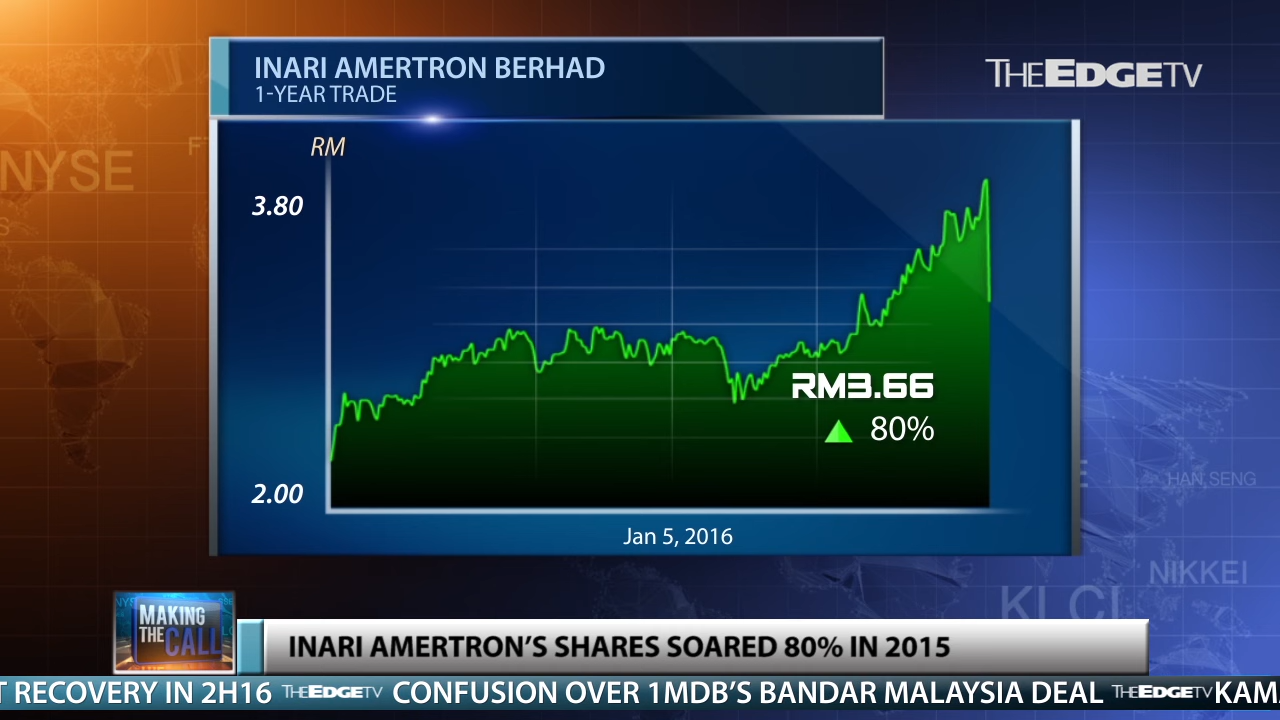 INARI AMERTRON BERHAD
1-YEAR TRADE
THEEDGETV
RM
NYSE
3.80
RM3.66
80%
2.00
HAN SENG
Jan 5, 2016
NIKKEI
KLCI
MAKING
THE CALL
INARI AMERTRON'S SHARES SOARED 80% IN 2015
T RECOVERY IN 2H16 THEEDGETV CONFUSION OVER 1MDB'S BANDAR MALAYSIA DEAL THEEDGETV KAM